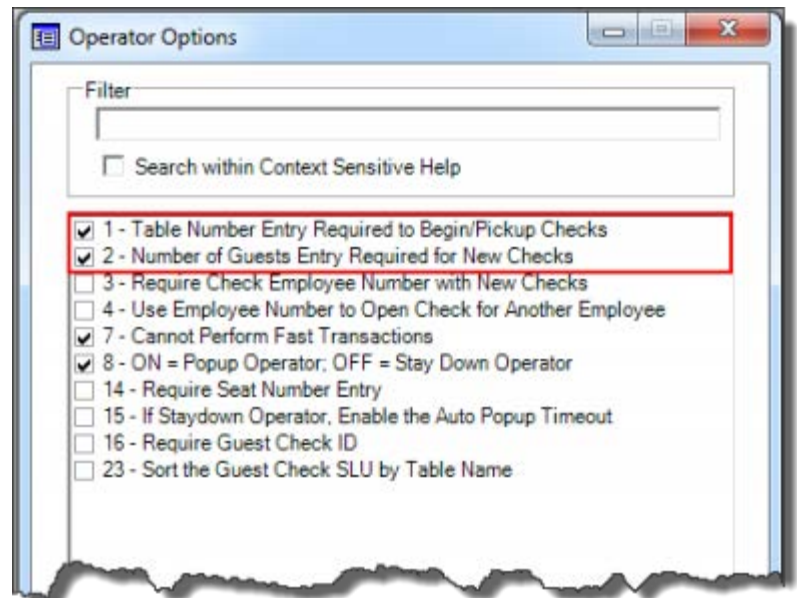 Operator Options
Filter
Search within Context Sensitive Help
1 - Table Number Entry Required to Begin/Pickup Checks
2 - Number of Guests Entry Required for New Checks
3 - Require Check Employee Number with New Checks
4 - Use Employee Number to Open Check for Another Employee
7 - Cannot Perform Fast Transactions
8 - ON = Popup Operator; OFF = Stay Down Operator
14 - Require Seat Number Entry
15 - If Staydown Operator, Enable the Auto Popup Timeout
16 - Require Guest Check ID
23 - Sort the Guest Check SLU by Table Name